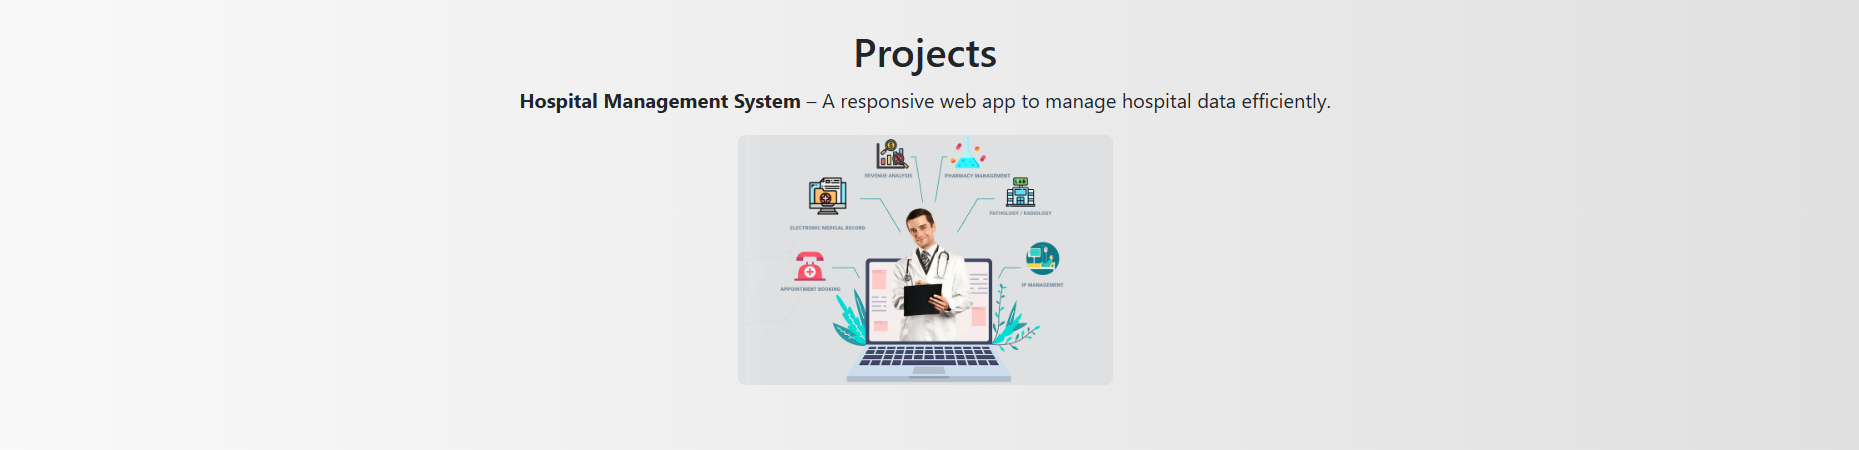 Projects
Hospital Management System – A responsive web app to manage hospital data efficiently.
REVENUE ANALYSIS
PHARMACY MANAGEMENT
LAB
PATHOLOGY / RADIOLOGY
ELECTRONIC MEDICAL RECORD
APPOINTMENT BOOKING
IP MANAGEMENT